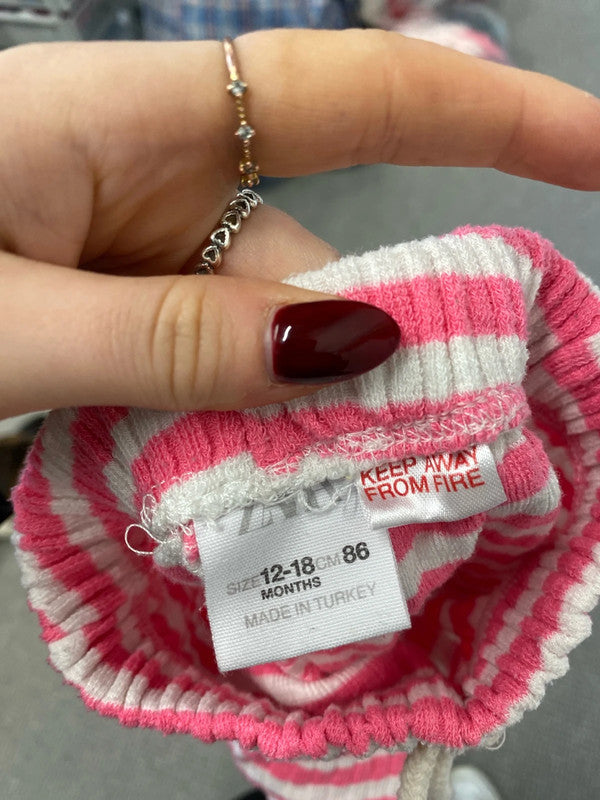 KEEP AWAY
FROM FIRE
SIZE 12-18 CM 86
MONTHS
MADE IN TURKEY